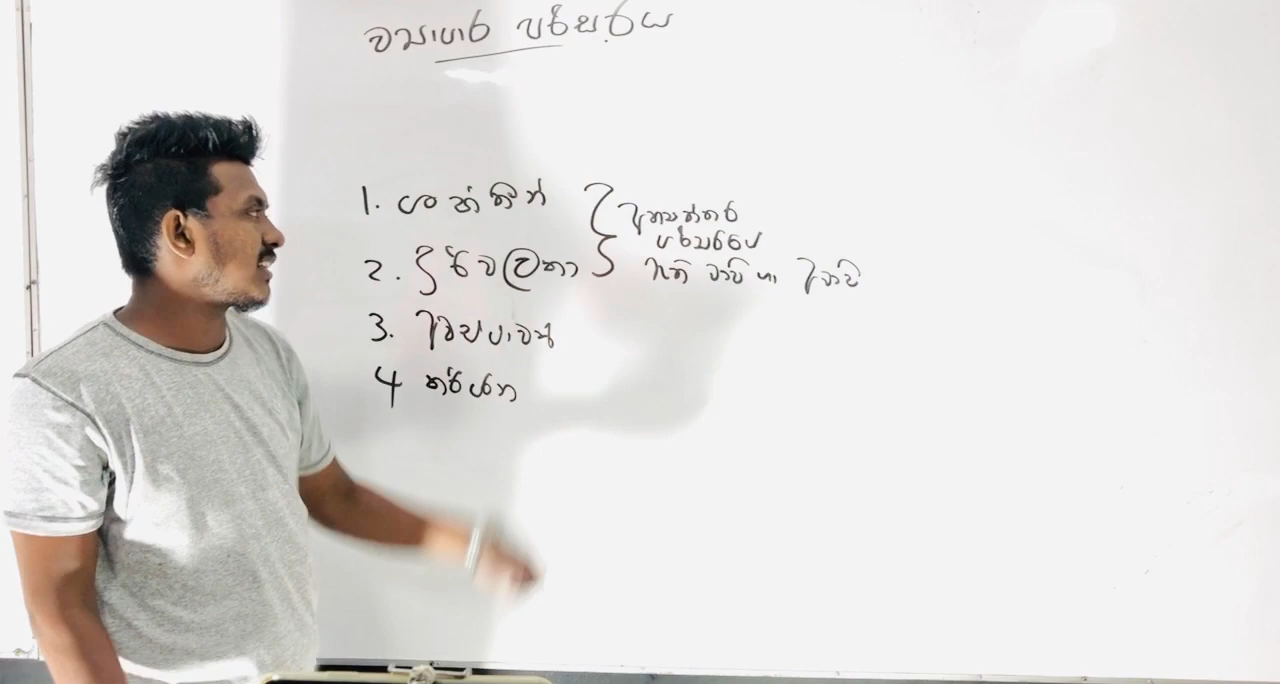 ව්‍යාපාර පරිසරය
1. ශක්තීන්
2. දුර්වලතා
අභ්‍යන්තර
පරිසරයේ
ඇති වාසි හා අවාසි
3. අවස්ථාවන්
4 තර්ජන